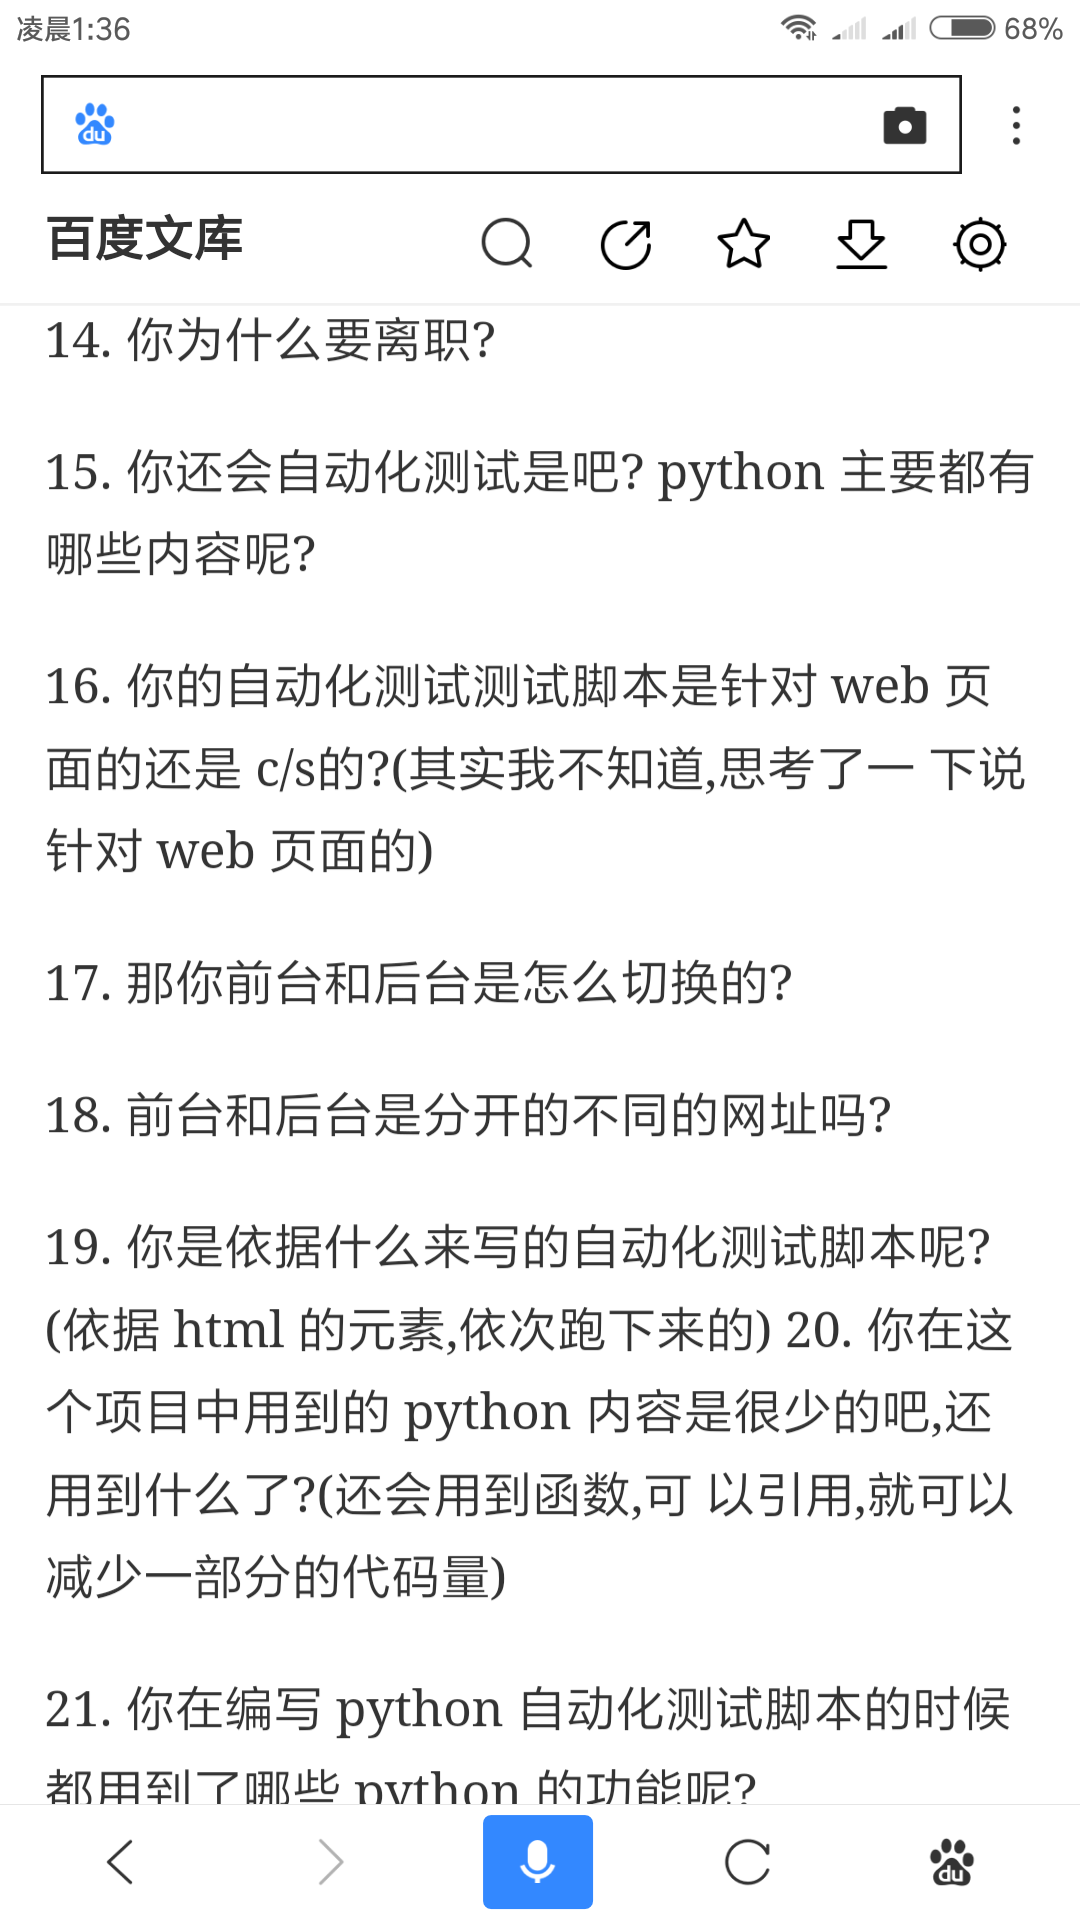 凌晨1:36
68%
du
百度文库
14. 你为什么要离职?
15. 你还会自动化测试是吧? python 主要都有
哪些内容呢?
16. 你的自动化测试测试脚本是针对 web 页
面的还是 c/s的?(其实我不知道,思考了一 下说
针对 web 页面的)
17. 那你前台和后台是怎么切换的?
18. 前台和后台是分开的不同的网址吗?
19. 你是依据什么来写的自动化测试脚本呢?
(依据 html 的元素,依次跑下来的) 20. 你在这
个项目中用到的 python 内容是很少的吧,还
用到什么了?(还会用到函数,可 以引用,就可以
减少一部分的代码量)
21. 你在编写 python 自动化测试脚本的时候
都用到了哪些 python 的功能呢?
du